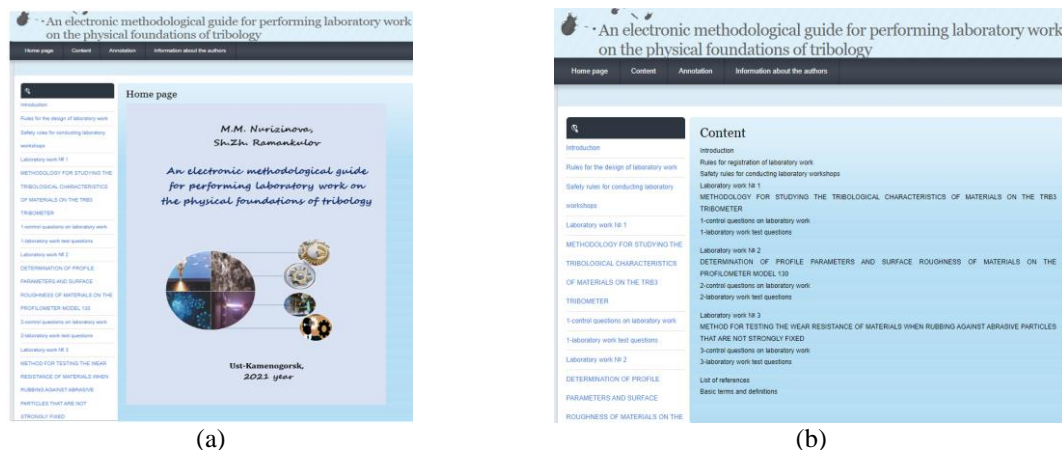 An electronic methodological guide for performing laboratory work
on the physical foundations of tribology
Home page Content Annotation Information about the authors
Introduction
Rules for the design of laboratory work
Safety rules for conducting laboratory
workshops
Laboratory work № 1
METHODOLOGY FOR STUDYING THE
TRIBOLOGICAL CHARACTERISTICS
OF MATERIALS ON THE TRB3
TRIBOMETER
1-control questions on laboratory work
1-laboratory work test questions
Laboratory work № 2
DETERMINATION OF PROFILE
PARAMETERS AND SURFACE
ROUGHNESS OF MATERIALS ON THE
PROFILOMETER MODEL 130
2-control questions on laboratory work
2-laboratory work test questions
Laboratory work № 3
METHOD FOR TESTING THE WEAR
RESISTANCE OF MATERIALS WHEN
RUBBING AGAINST ABRASIVE
PARTICLES THAT ARE NOT
STRONGLY FIXED
Home page
M.M. Nurizinova,
Sh.Zh. Ramankulov
An electronic methodological guide
for performing laboratory work on
the physical foundations of tribology
Ust-Kamenogorsk,
2021 year
(a)
An electronic methodological guide for performing laboratory work
on the physical foundations of tribology
Home page Content Annotation Information about the authors
Introduction
Rules for the design of laboratory work
Safety rules for conducting laboratory
workshops
Laboratory work № 1
METHODOLOGY FOR STUDYING THE
TRIBOLOGICAL CHARACTERISTICS
OF MATERIALS ON THE TRB3
TRIBOMETER
1-control questions on laboratory work
1-laboratory work test questions
Laboratory work № 2
DETERMINATION OF PROFILE
PARAMETERS AND SURFACE
ROUGHNESS OF MATERIALS ON THE
Content
Introduction
Rules for registration of laboratory work
Safety rules for conducting laboratory workshops
Laboratory work № 1
METHODOLOGY FOR STUDYING THE TRIBOLOGICAL CHARACTERISTICS OF MATERIALS ON THE TRB3
TRIBOMETER
1-control questions on laboratory work
1-laboratory work test questions
Laboratory work № 2
DETERMINATION OF PROFILE PARAMETERS AND SURFACE ROUGHNESS OF MATERIALS ON THE
PROFILOMETER MODEL 130
2-control questions on laboratory work
2-laboratory work test questions
Laboratory work № 3
METHOD FOR TESTING THE WEAR RESISTANCE OF MATERIALS WHEN RUBBING AGAINST ABRASIVE PARTICLES
THAT ARE NOT STRONGLY FIXED
3-control questions on laboratory work
3-laboratory work test questions
List of references
Basic terms and definitions
(b)